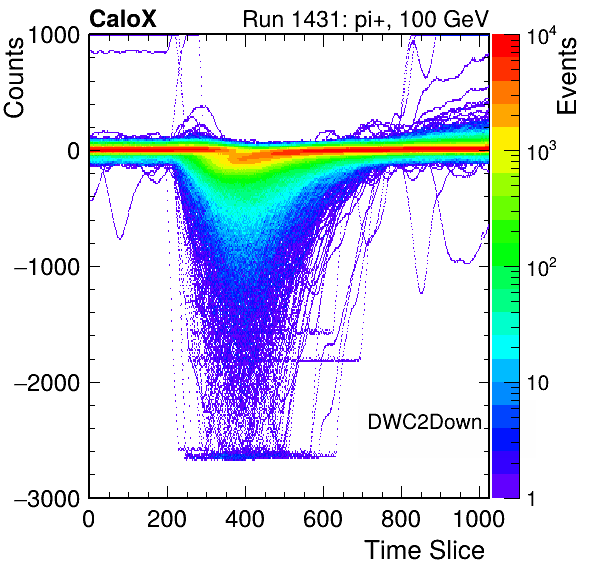 CaloX Run 1431: pi+, 100 GeV
Counts
Events
1000
0
−1000
−2000
−3000
0 200 400 600 800 1000
Time Slice
DWC2Down
10⁴
10³
10²
10
1